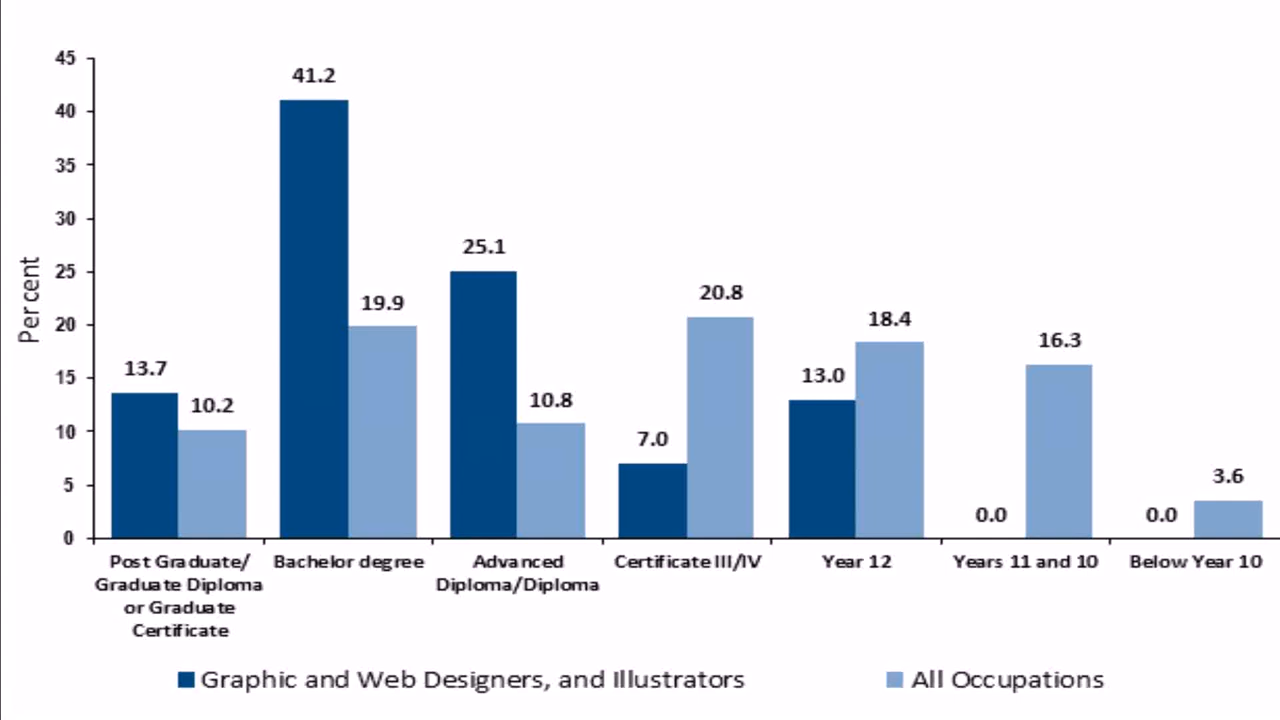 45
40
35
30
25
20
15
10
5
0
Per cent
13.7
10.2
41.2
19.9
25.1
10.8
7.0
20.8
13.0
18.4
0.0
16.3
0.0
3.6
Post Graduate/
Graduate Diploma
or Graduate
Certificate
Bachelor degree
Advanced
Diploma/Diploma
Certificate III/IV
Year 12
Years 11 and 10
Below Year 10
Graphic and Web Designers, and Illustrators
All Occupations